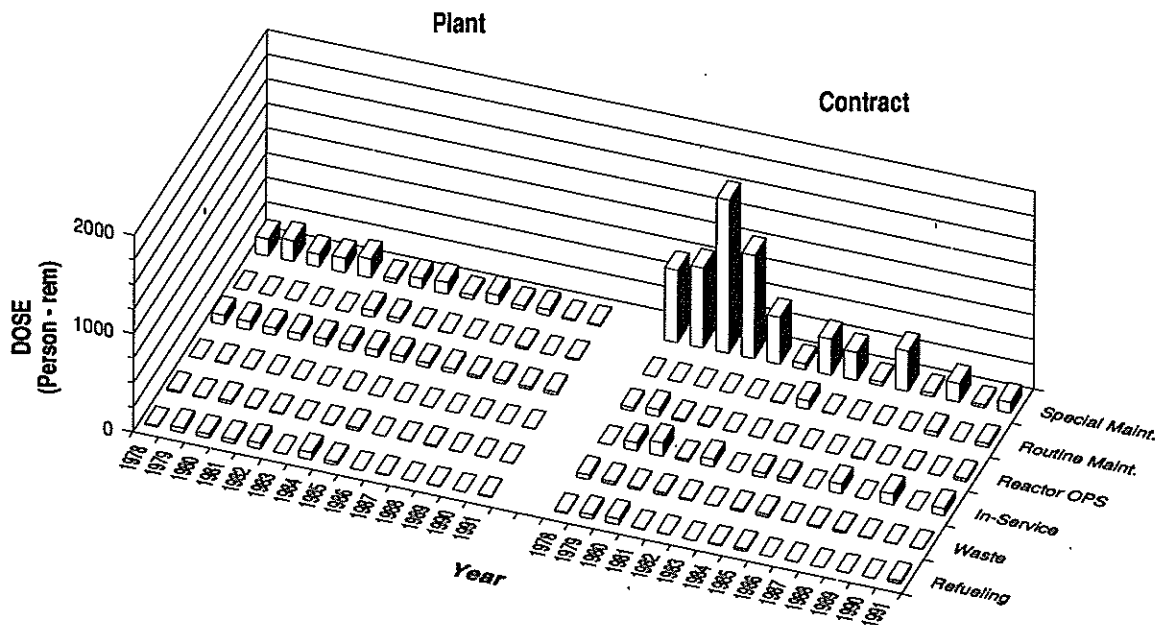 Plant
Contract
DOSE
(Person - rem)
2000
1000
0
1978
1979
1980
1981
1982
1983
1984
1985
1986
1987
1988
1989
1990
1991
1978
1979
1980
1981
1982
1983
1984
1985
1986
1987
1988
1989
1990
1991
Year
Special Maint.
Routine Maint.
Reactor OPS
In-Service
Waste
Refueling